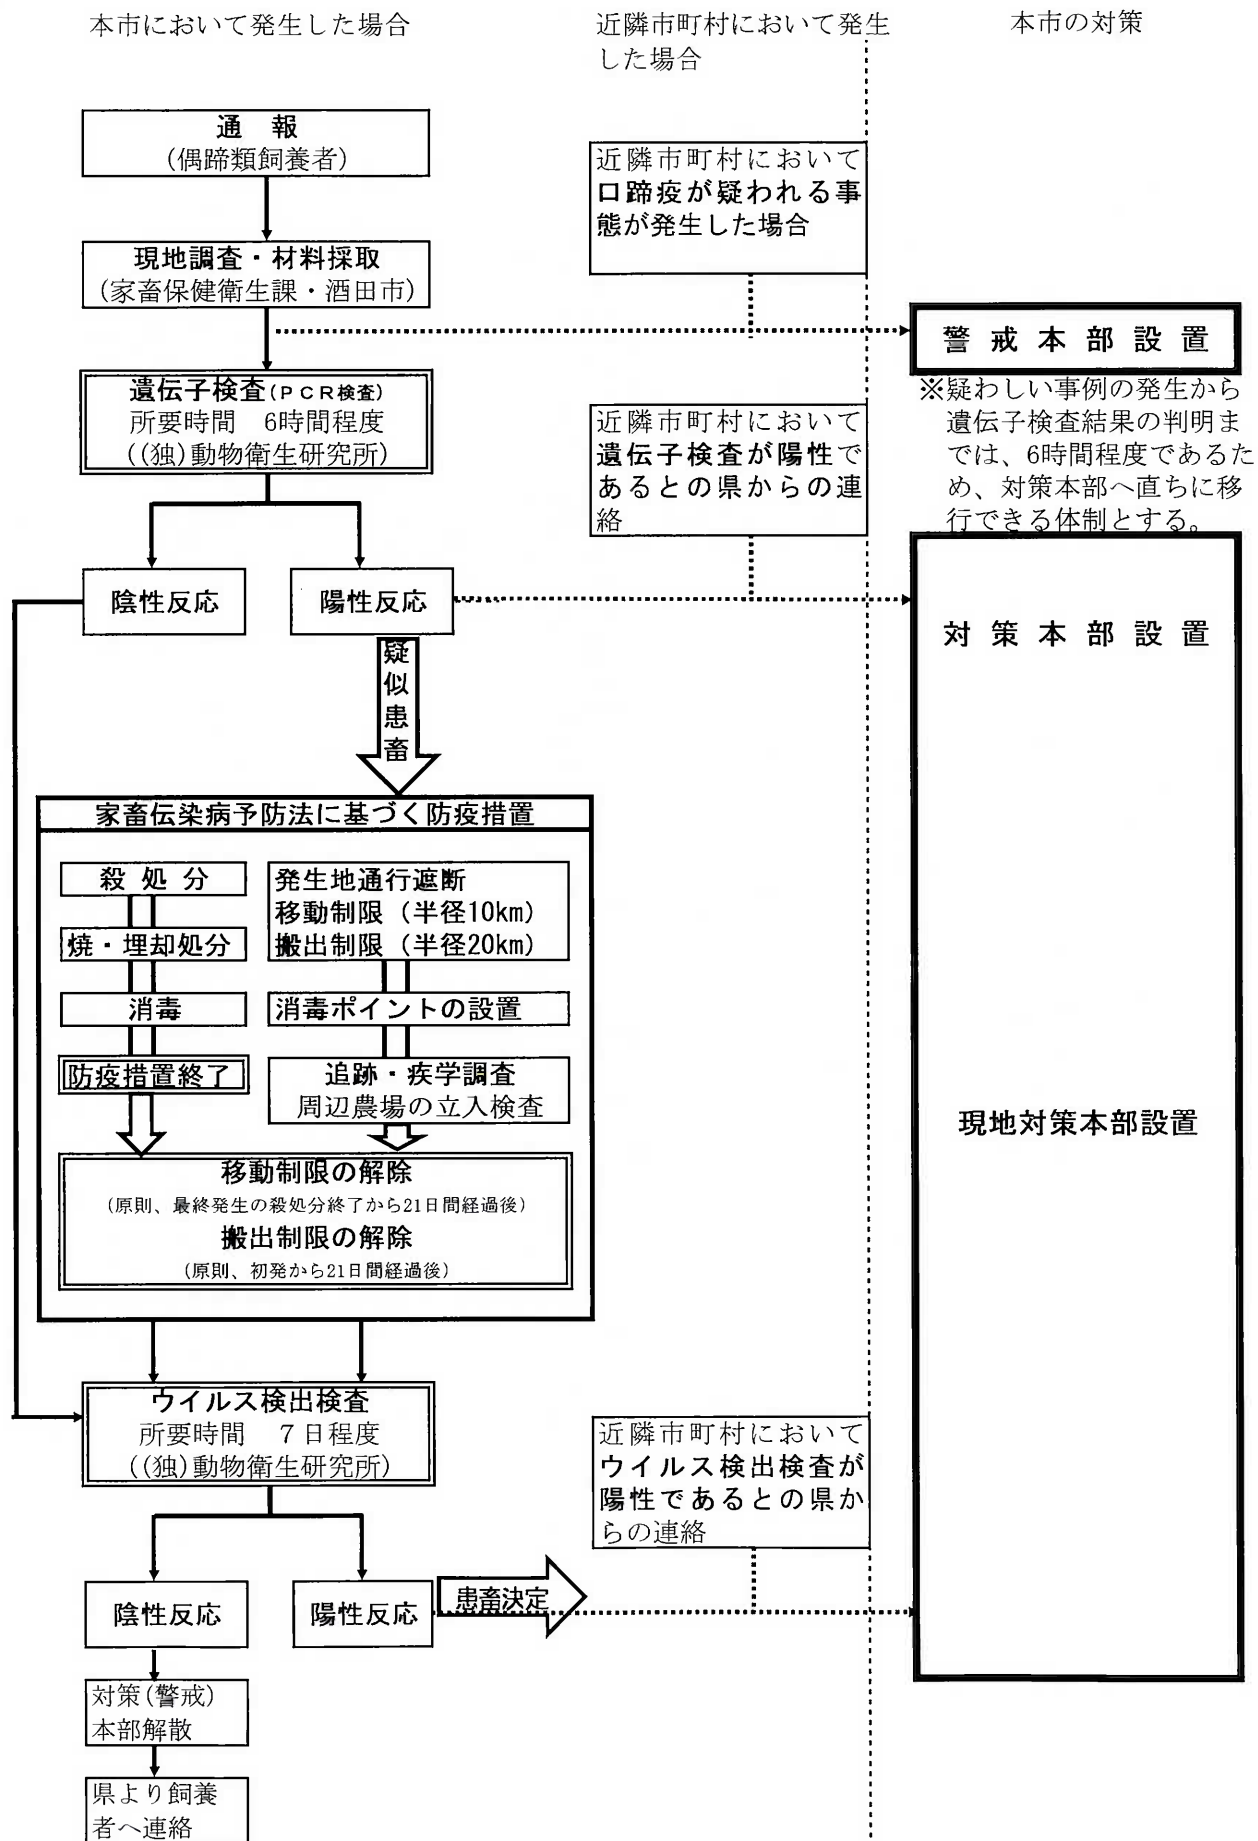 本市において発生した場合
近隣市町村において発生
した場合
本市の対策
通 報
(偶蹄類飼養者)
近隣市町村において
口蹄疫が疑われる事
態が発生した場合
現地調査・材料採取
(家畜保健衛生課・酒田市)
警 戒 本 部 設 置
※疑わしい事例の発生から
遺伝子検査結果の判明ま
では、6時間程度であるた
め、対策本部へ直ちに移
行できる体制とする。
遺伝子検査(PCR検査)
所要時間 6時間程度
((独)動物衛生研究所)
近隣市町村において
遺伝子検査が陽性で
あるとの県からの連
絡
陰性反応
陽性反応
対 策 本 部 設 置
疑似患畜
家畜伝染病予防法に基づく防疫措置
殺 処 分
焼・埋却処分
消毒
防疫措置終了
発生地通行遮断
移動制限(半径10km)
搬出制限(半径20km)
消毒ポイントの設置
追跡・疾学調査
周辺農場の立入検査
現地対策本部設置
移動制限の解除
(原則、最終発生の殺処分終了から21日間経過後)
搬出制限の解除
(原則、初発から21日間経過後)
ウイルス検出検査
所要時間 7日程度
((独)動物衛生研究所)
近隣市町村において
ウイルス検出検査が
陽性であるとの県か
らの連絡
陰性反応
陽性反応
患畜決定
対策(警戒)
本部解散
県より飼養
者へ連絡